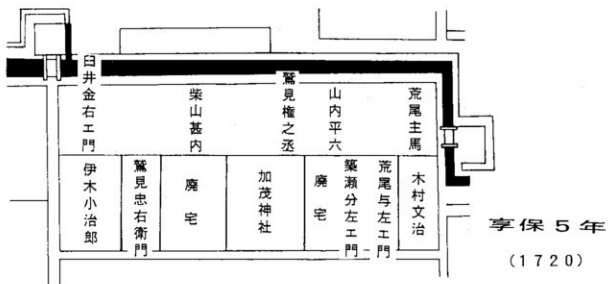 臼井金右エ門
柴山甚内
鷲見権之丞
山内平六
荒尾主馬
伊木小治郎
鷲見忠右衛門
廃宅
加茂神社
廃宅
築瀬分左エ門
荒尾与左エ門
木村文治
享保5年
(1720)